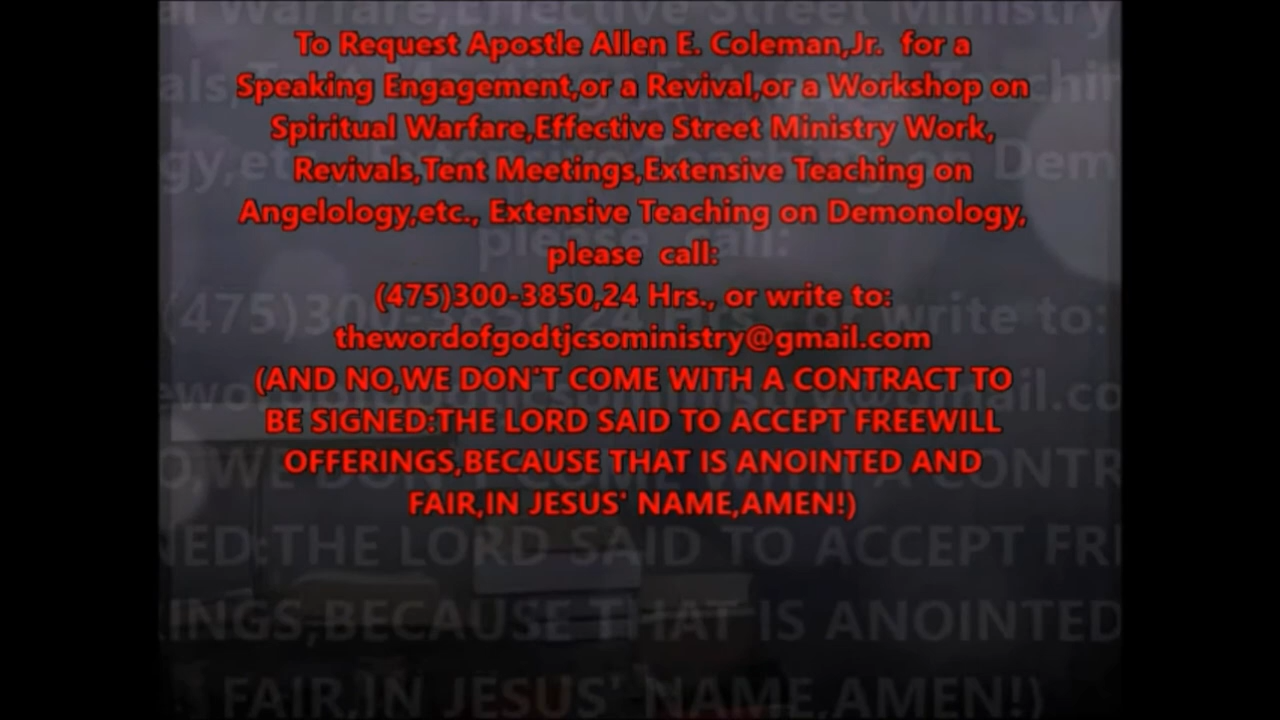 To Request Apostle Allen E. Coleman,Jr.  for a
Speaking Engagement,or a Revival,or a Workshop on
Spiritual Warfare,Effective Street Ministry Work,
Revivals,Tent Meetings,Extensive Teaching on
Angelology,etc., Extensive Teaching on Demonology,
please  call:
(475)300-3850,24 Hrs., or write to:
thewordofgodtjcsoministry@gmail.com
(AND NO,WE DON'T COME WITH A CONTRACT TO
BE SIGNED:THE LORD SAID TO ACCEPT FREEWILL
OFFERINGS,BECAUSE THAT IS ANOINTED AND
FAIR,IN JESUS' NAME,AMEN!)